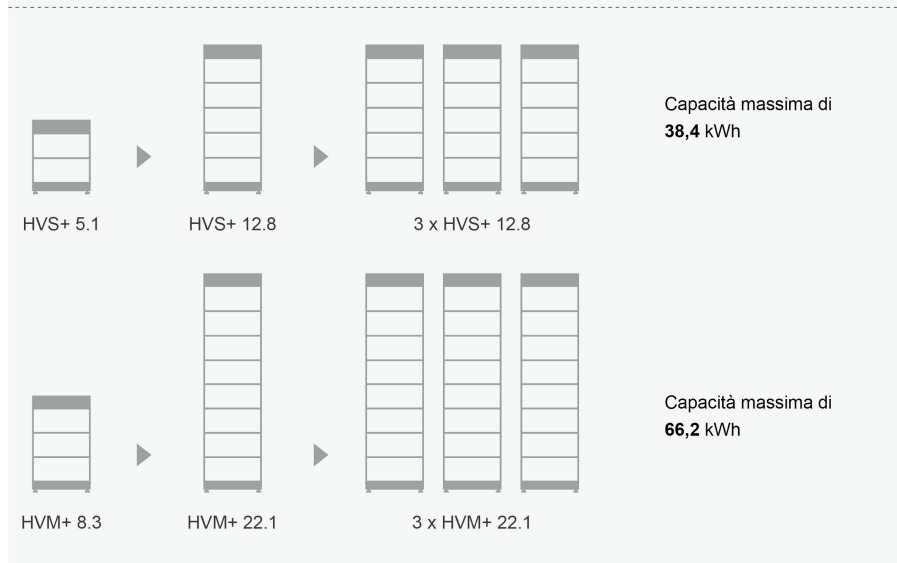 Capacità massima di
38,4 kWh
HVS+ 5.1
HVS+ 12.8
3 x HVS+ 12.8
Capacità massima di
66,2 kWh
HVM+ 8.3
HVM+ 22.1
3 x HVM+ 22.1